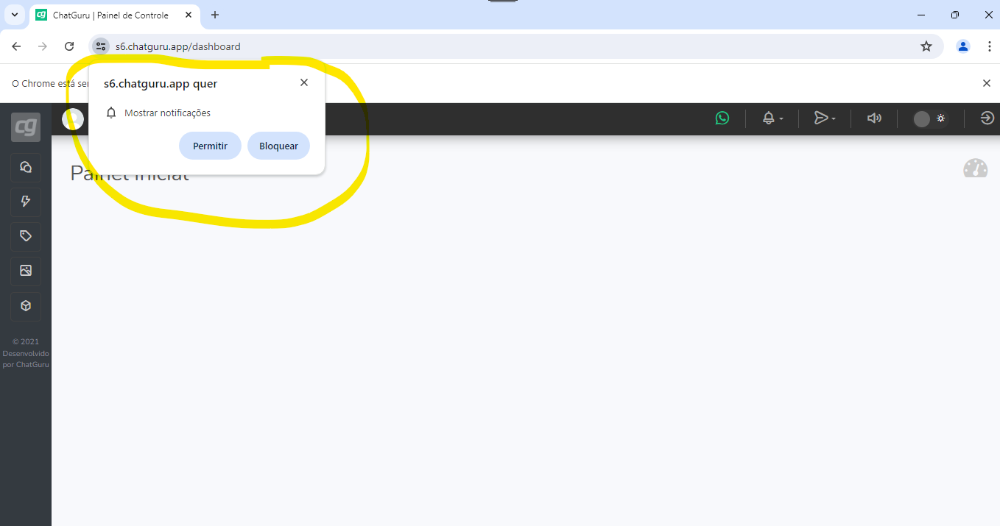 ChatGuru | Painel de Controle
s6.chatguru.app/dashboard
O Chrome está ser
s6.chatguru.app quer
Mostrar notificações
Permitir
Bloquear
cg
Painel Inicial
© 2021
Desenvolvido
por ChatGuru